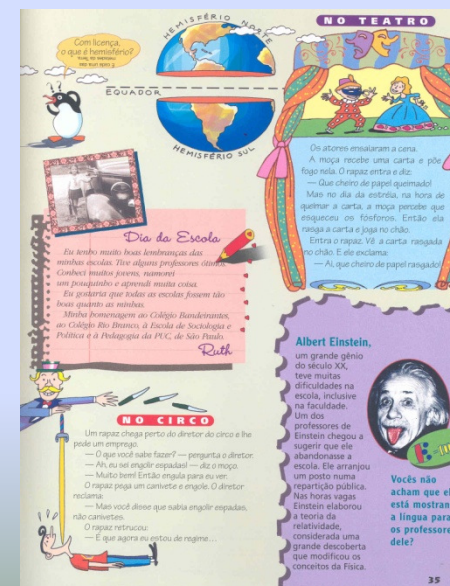 Com licença,
o que é hemisfério?
É cada uma das
metades da Terra.
HEMISFÉRIO NORTE
EQUADOR
HEMISFÉRIO SUL
NO TEATRO
Os atores ensaiaram a cena.
A moça recebe uma carta e põe
fogo nela. O rapaz entra e diz:
— Que cheiro de papel queimado!
Mas no dia da estréia, na hora de
queimar a carta, a moça percebe que
esqueceu os fósforos. Então ela
rasga a carta e joga no chão.
Entra o rapaz. Vê a carta rasgada
no chão. E ele exclama:
— Ai, que cheiro de papel rasgado!
Dia da Escola
Eu tenho muito boas lembranças das
minhas escolas. Tive alguns professores ótimos.
Conheci muitos jovens, namorei
um pouquinho e aprendi muita coisa.
Eu gostaria que todas as escolas fossem tão
boas quanto as minhas.
Minha homenagem ao Colégio Bandeirantes,
ao Colégio Rio Branco, à Escola de Sociologia e
Política e à Pedagogia da PUC, de São Paulo.
Ruth
NO CIRCO
Um rapaz chega perto do diretor do circo e lhe
pede um emprego.
— O que você sabe fazer? — pergunta o diretor.
— Ah, eu sei engolir espadas! — diz o moço.
— Muito bem! Então engula para eu ver.
O rapaz pega um canivete e engole. O diretor
reclama:
— Mas você disse que sabia engolir espadas,
não canivetes.
O rapaz retrucou:
— É que agora eu estou de regime...
Albert Einstein,
um grande gênio
do século XX,
teve muitas
dificuldades na
escola, inclusive
na faculdade.
Um dos
professores de
Einstein chegou a
sugerir que ele
abandonasse a
escola. Ele arranjou
um posto numa
repartição pública.
Nas horas vagas
Einstein elaborou
a teoria da
relatividade,
considerada uma
grande descoberta
que modificou os
conceitos da Física.
Vocês não
acham que el
está mostran
a língua para
os professore
dele?
35